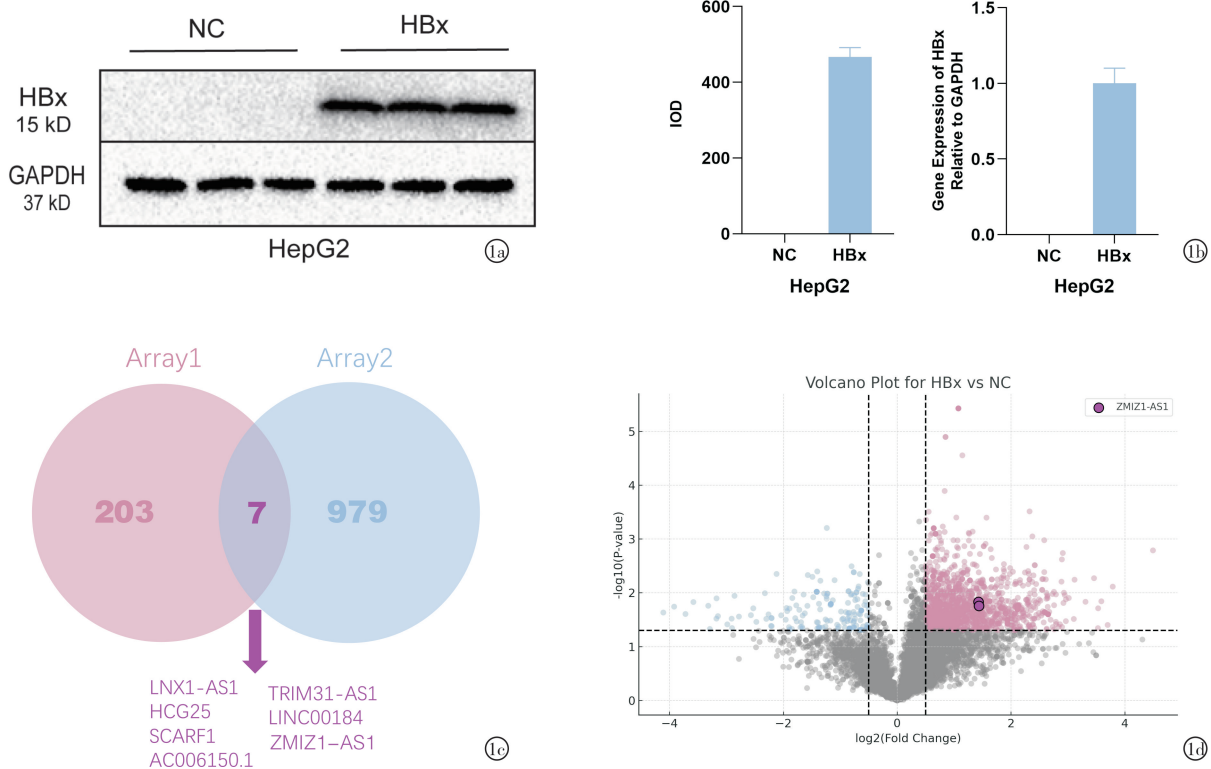 NC
HBx
HBx
15 kD
GAPDH
37 kD
HepG2
1a
IOD
600
400
200
0
NC
HBx
HepG2
Gene Expression of HBx
Relative to GAPDH
1.5
1.0
0.5
0.0
NC
HBx
HepG2
1b
Array1
Array2
203
7
979
LNX1-AS1
HCG25
SCARF1
AC006150.1
TRIM31-AS1
LINC00184
ZMIZ1-AS1
1c
Volcano Plot for HBx vs NC
ZMIZ1-AS1
-log10(P-value)
5
4
3
2
1
0
−4
−2
0
2
4
log2(Fold Change)
1d